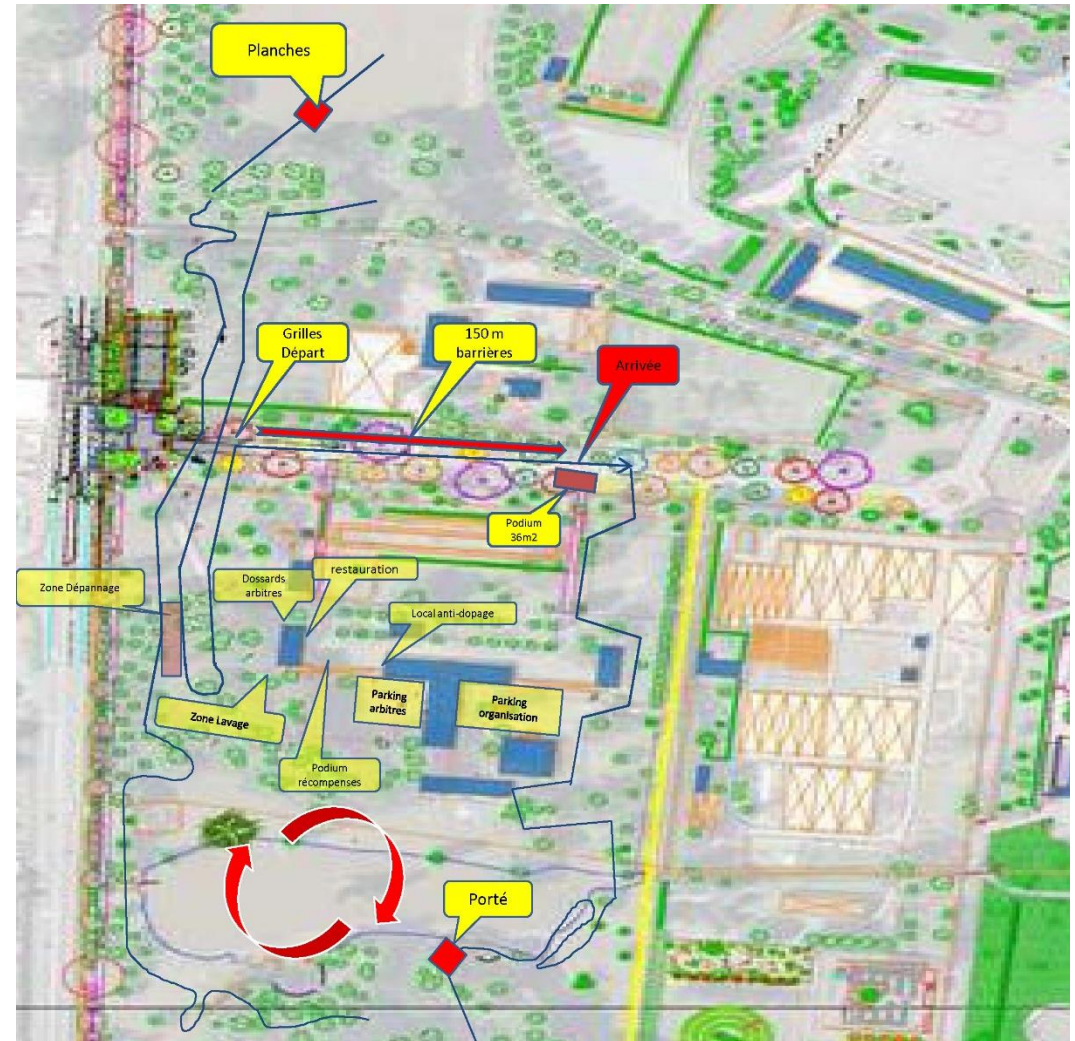 Planches
Grilles
Départ
150 m
barrières
Arrivée
Podium
36m2
Zone Dépannage
Dossards
arbitres
restauration
Local anti-dopage
Parking
arbitres
Parking
organisation
Zone Lavage
Podium
récompenses
Porté